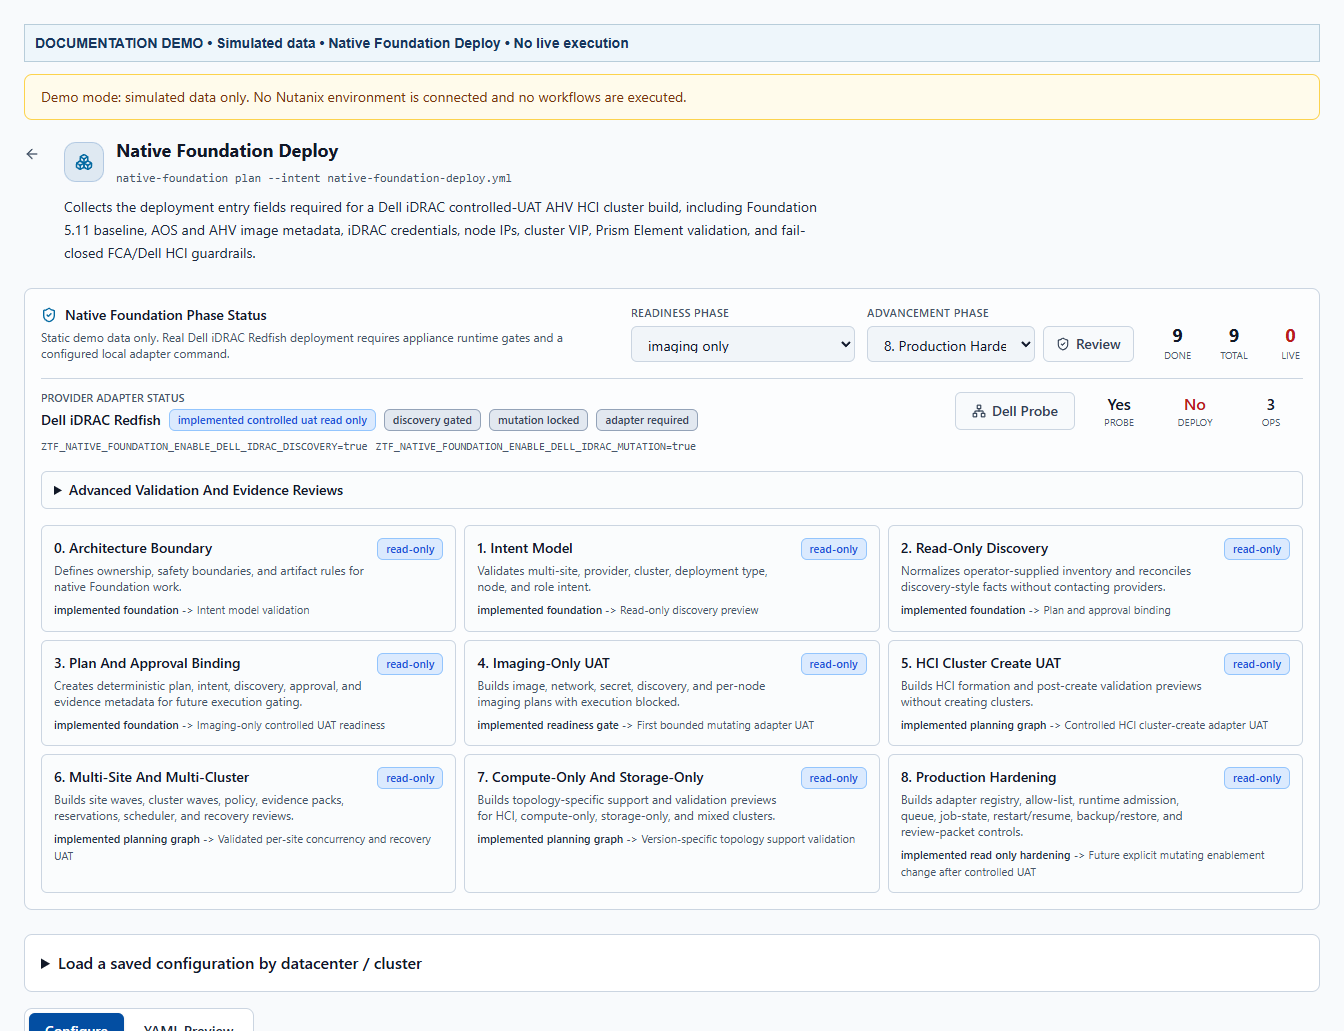 DOCUMENTATION DEMO • Simulated data • Native Foundation Deploy • No live execution
Demo mode: simulated data only. No Nutanix environment is connected and no workflows are executed.
Native Foundation Deploy
native-foundation plan --intent native-foundation-deploy.yml
Collects the deployment entry fields required for a Dell iDRAC controlled-UAT AHV HCI cluster build, including Foundation
5.11 baseline, AOS and AHV image metadata, iDRAC credentials, node IPs, cluster VIP, Prism Element validation, and fail-
closed FCA/Dell HCI guardrails.
Native Foundation Phase Status
Static demo data only. Real Dell iDRAC Redfish deployment requires appliance runtime gates and a
configured local adapter command.
READINESS PHASE
imaging only
ADVANCEMENT PHASE
8. Production Harde
Review
9
DONE
9
TOTAL
0
LIVE
PROVIDER ADAPTER STATUS
Dell iDRAC Redfish implemented controlled uat read only discovery gated mutation locked adapter required
ZTF_NATIVE_FOUNDATION_ENABLE_DELL_IDRAC_DISCOVERY=true ZTF_NATIVE_FOUNDATION_ENABLE_DELL_IDRAC_MUTATION=true
Dell Probe
Yes
PROBE
No
DEPLOY
3
OPS
Advanced Validation And Evidence Reviews
0. Architecture Boundary
read-only
Defines ownership, safety boundaries, and artifact rules for
native Foundation work.
implemented foundation -> Intent model validation
1. Intent Model
read-only
Validates multi-site, provider, cluster, deployment type,
node, and role intent.
implemented foundation -> Read-only discovery preview
2. Read-Only Discovery
read-only
Normalizes operator-supplied inventory and reconciles
discovery-style facts without contacting providers.
implemented foundation -> Plan and approval binding
3. Plan And Approval Binding
read-only
Creates deterministic plan, intent, discovery, approval, and
evidence metadata for future execution gating.
implemented foundation -> Imaging-only controlled UAT readiness
4. Imaging-Only UAT
read-only
Builds image, network, secret, discovery, and per-node
imaging plans with execution blocked.
implemented readiness gate -> First bounded mutating adapter UAT
5. HCI Cluster Create UAT
read-only
Builds HCI formation and post-create validation previews
without creating clusters.
implemented planning graph -> Controlled HCI cluster-create adapter UAT
6. Multi-Site And Multi-Cluster
read-only
Builds site waves, cluster waves, policy, evidence packs,
reservations, scheduler, and recovery reviews.
implemented planning graph -> Validated per-site concurrency and recovery
UAT
7. Compute-Only And Storage-Only
read-only
Builds topology-specific support and validation previews
for HCI, compute-only, storage-only, and mixed clusters.
implemented planning graph -> Version-specific topology support validation
8. Production Hardening
read-only
Builds adapter registry, allow-list, runtime admission,
queue, job-state, restart/resume, backup/restore, and
review-packet controls.
implemented read only hardening -> Future explicit mutating enablement
change after controlled UAT
Load a saved configuration by datacenter / cluster
Configure
YAML Preview